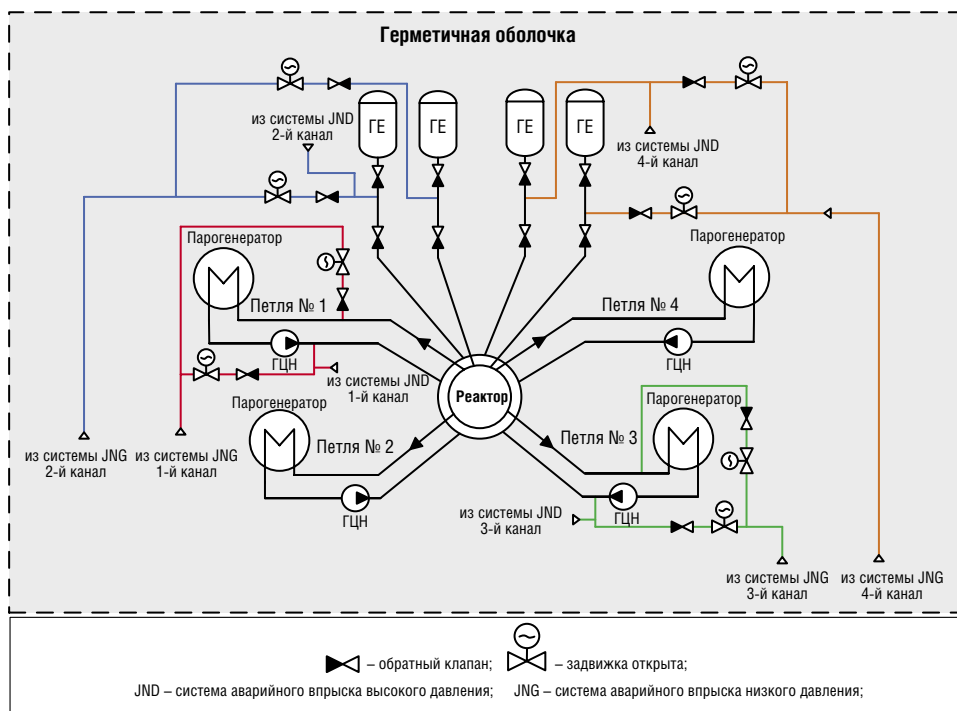 Герметичная оболочка
из системы JND
2-й канал
ГЕ
ГЕ
ГЕ
ГЕ
из системы JND
4-й канал
Парогенератор
Петля № 1
ГЦН
из системы JND
1-й канал
Парогенератор
Петля № 4
ГЦН
Реактор
Парогенератор
Петля № 2
ГЦН
Парогенератор
Петля № 3
ГЦН
из системы JND
3-й канал
из системы JNG
2-й канал
из системы JNG
1-й канал
из системы JNG
3-й канал
из системы JNG
4-й канал
– обратный клапан;
– задвижка открыта;
JND – система аварийного впрыска высокого давления;
JNG – система аварийного впрыска низкого давления;